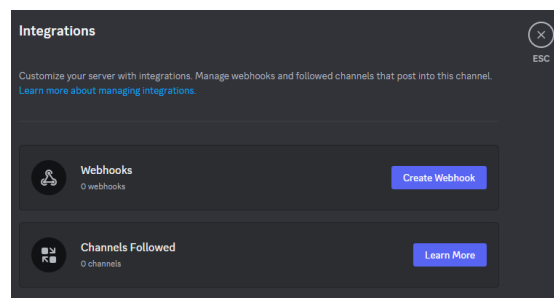 Integrations
ESC
Customize your server with integrations. Manage webhooks and followed channels that post into this channel.
Learn more about managing integrations.
Webhooks
0 webhooks
Create Webhook
Channels Followed
0 channels
Learn More